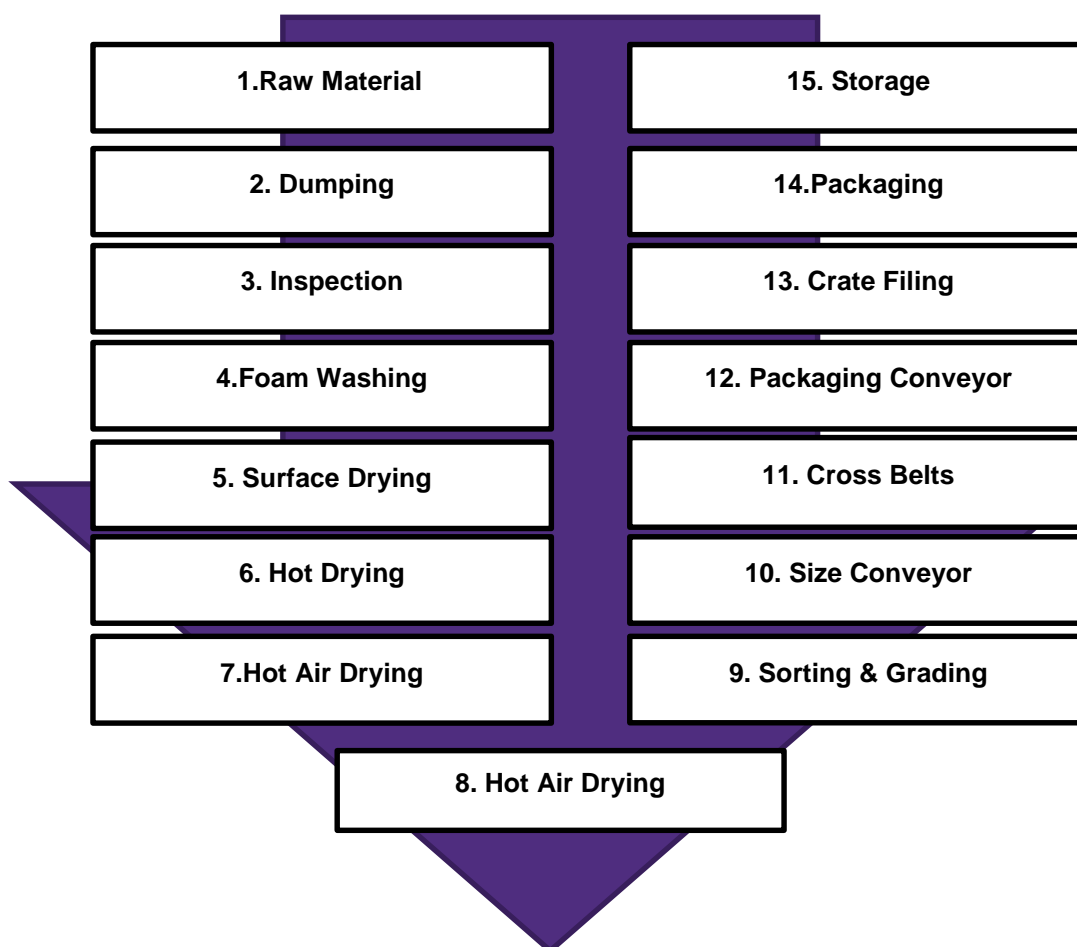 1.Raw Material
15. Storage
2. Dumping
14.Packaging
3. Inspection
13. Crate Filing
4.Foam Washing
12. Packaging Conveyor
5. Surface Drying
11. Cross Belts
6. Hot Drying
10. Size Conveyor
7.Hot Air Drying
9. Sorting & Grading
8. Hot Air Drying